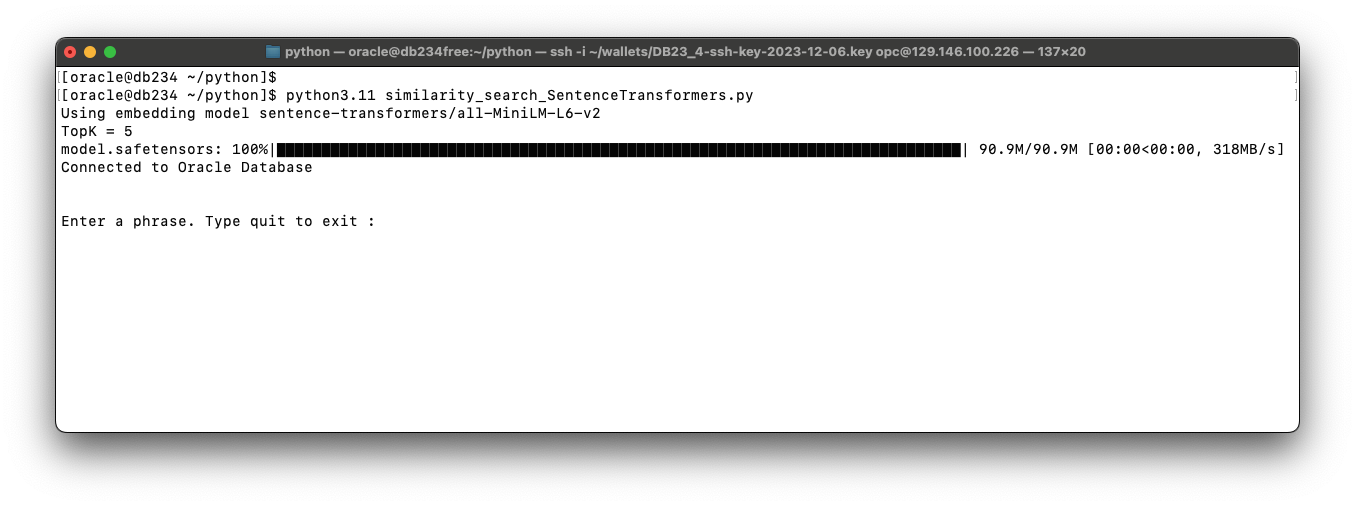 python — oracle@db234free:~/python — ssh -i ~/wallets/DB23_4-ssh-key-2023-12-06.key opc@129.146.100.226 — 137×20
[[oracle@db234 ~/python]$ ]
[[oracle@db234 ~/python]$ python3.11 similarity_search_SentenceTransformers.py ]
Using embedding model sentence-transformers/all-MiniLM-L6-v2
TopK = 5
model.safetensors: 100%|████████████████████████████████████████████████████████████████████████████| 90.9M/90.9M [00:00<00:00, 318MB/s]
Connected to Oracle Database
Enter a phrase. Type quit to exit :